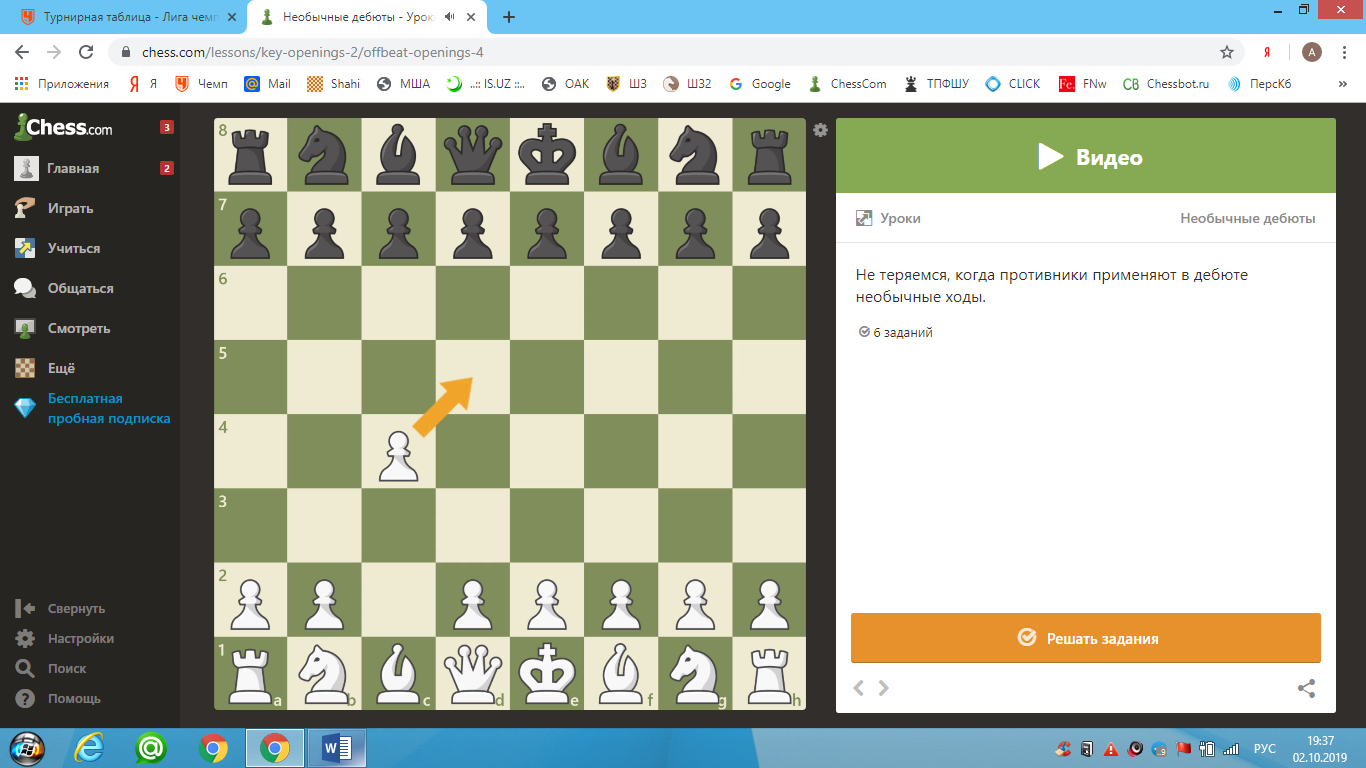 Турнирная таблица - Лига чемп
Необычные дебюты - Урок
chess.com/lessons/key-openings-2/offbeat-openings-4
А
Приложения Я Я Чемп Mail Shahi МША ..:: IS.UZ ::.. ОАК ШЗ Ш32 Google ChessCom ТПФШУ CLICK FNw Chessbot.ru ПерсКб »
Chess.com 3
Главная 2
Играть
Учиться
Общаться
Смотреть
Ещё
Бесплатная
пробная подписка
Свернуть
Настройки
Поиск
Помощь
8
7
6
5
4
3
2
1
a b c d e f g h
Видео
Уроки Необычные дебюты
Не теряемся, когда противники применяют в дебюте
необычные ходы.
6 заданий
Решать задания
РУС
19:37
02.10.2019